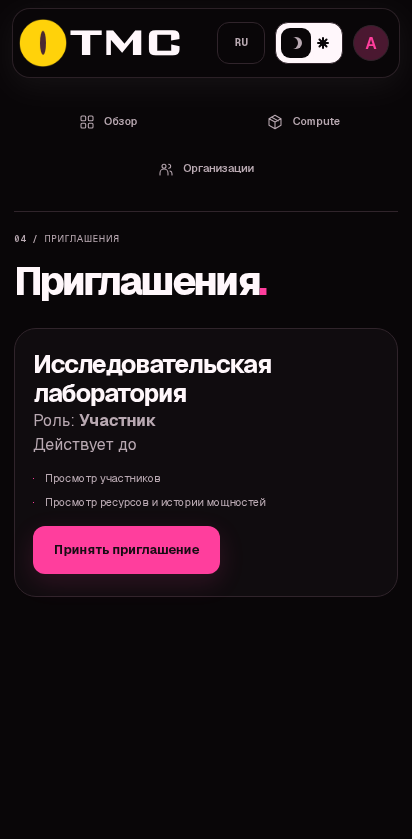 TMC
RU
A
Обзор
Compute
Организации
04 / ПРИГЛАШЕНИЯ
Приглашения.
Исследовательская
лаборатория
Роль: Участник
Действует до
· Просмотр участников
· Просмотр ресурсов и истории мощностей
Принять приглашение